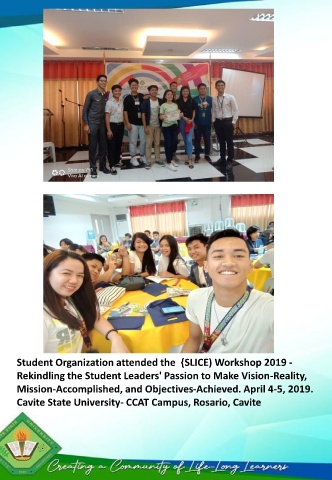 Student Organization attended the {SLICE) Workshop 2019 -
Rekindling the Student Leaders' Passion to Make Vision-Reality,
Mission-Accomplished, and Objectives-Achieved. April 4-5, 2019.
Cavite State University- CCAT Campus, Rosario, Cavite
Creating a Community of Life-Long Learners